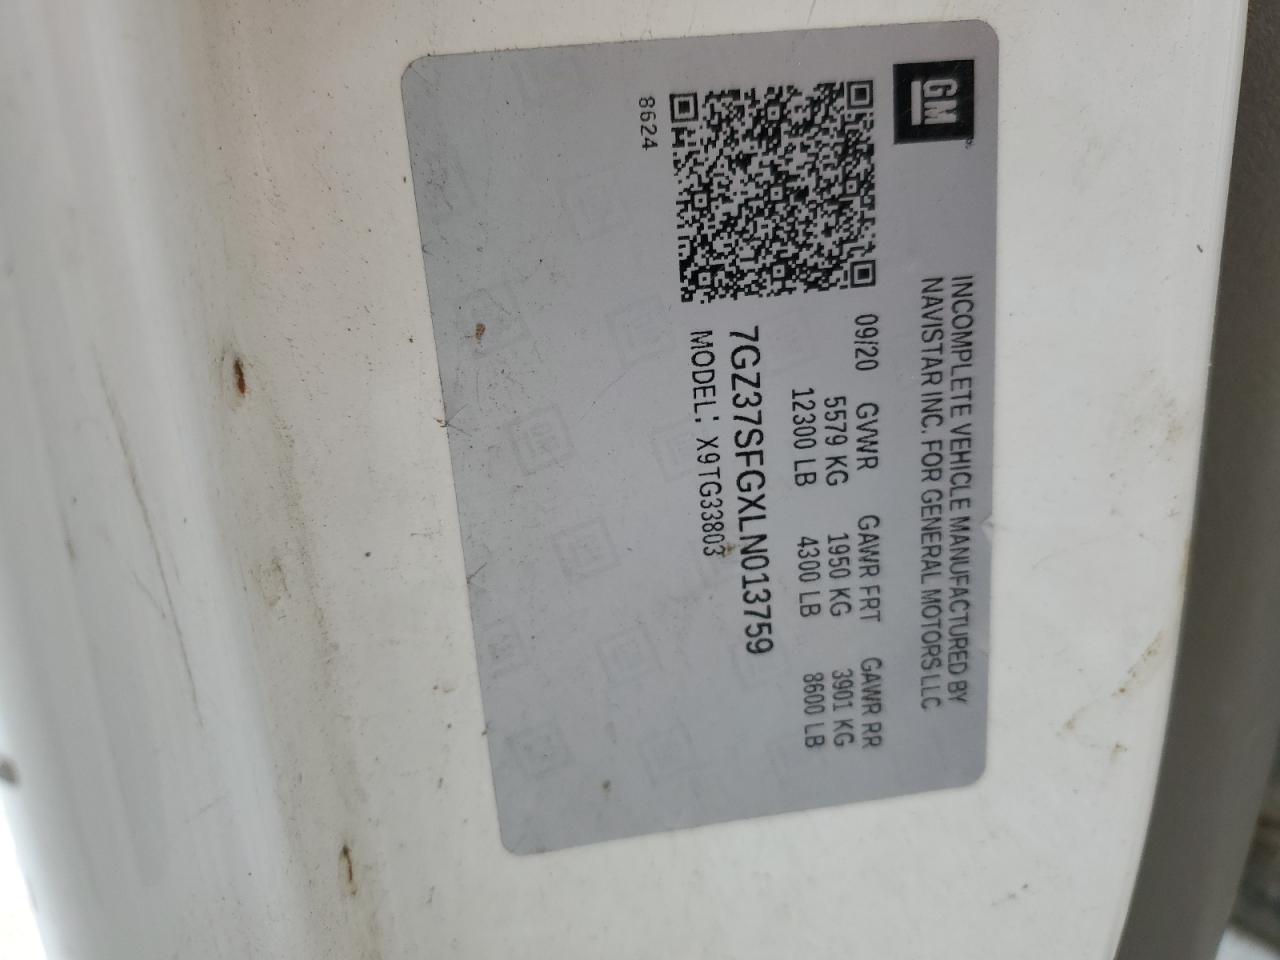 GM
INCOMPLETE VEHICLE MANUFACTURED BY
NAVISTAR INC. FOR GENERAL MOTORS LLC
09/20 GVWR GAWR FRT GAWR RR
5579 KG 1950 KG 3901 KG
12300 LB 4300 LB 8600 LB
7GZ37SFGXLN013759
MODEL: X9TG33803
8624